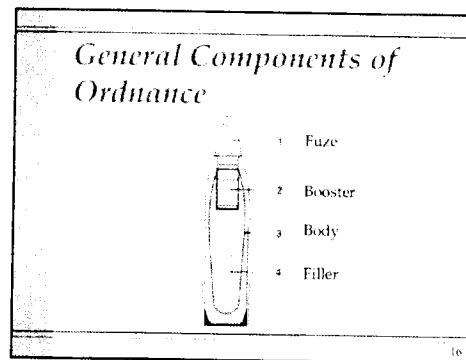 General Components of
Ordnance
1 Fuze
2 Booster
3 Body
4 Filler
16